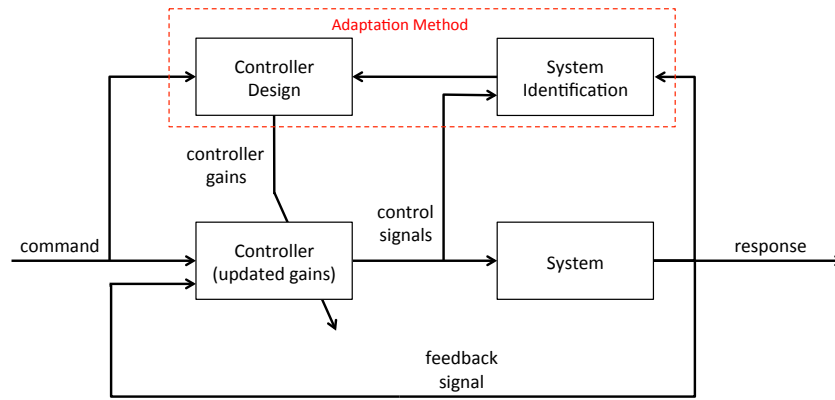 Adaptation Method
Controller
Design
System
Identification
controller
gains
control
signals
command
Controller
(updated gains)
System
response
feedback
signal